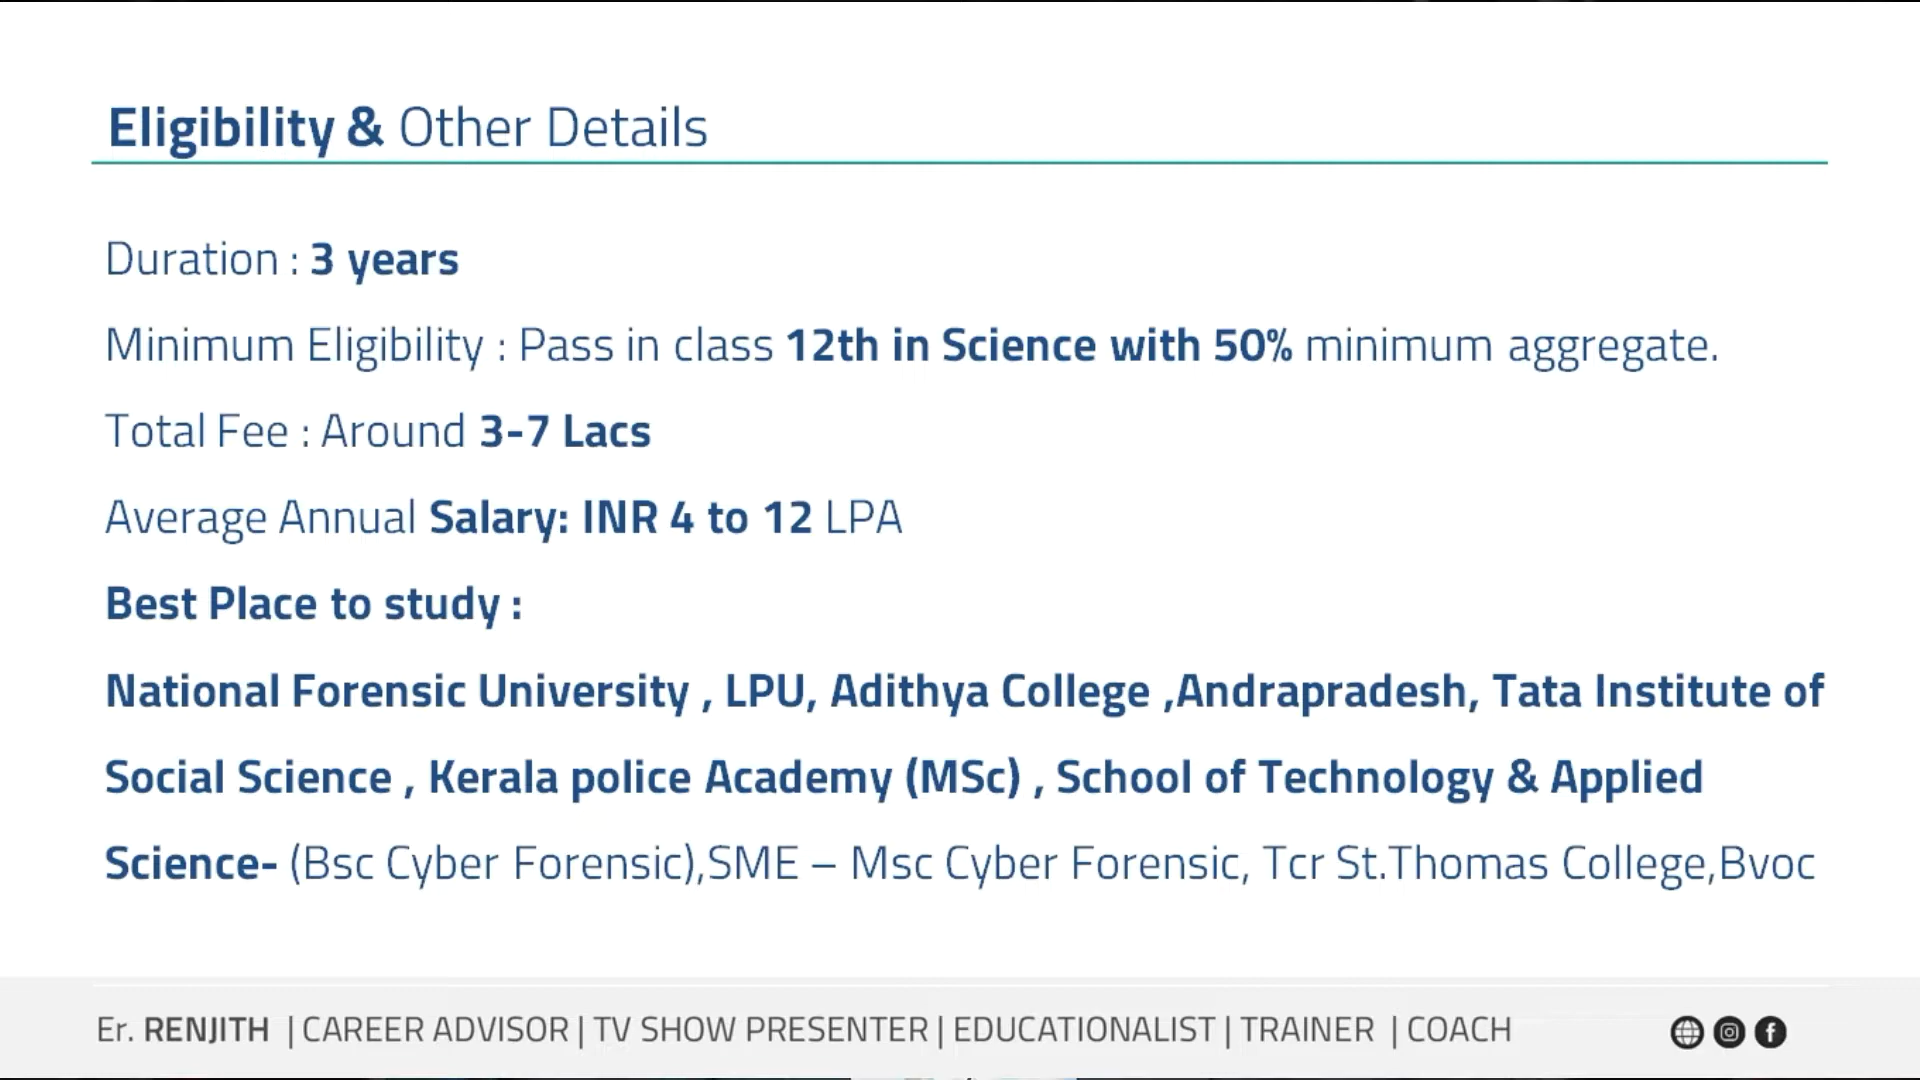 Eligibility & Other Details
Duration : 3 years
Minimum Eligibility : Pass in class 12th in Science with 50% minimum aggregate.
Total Fee : Around 3-7 Lacs
Average Annual Salary: INR 4 to 12 LPA
Best Place to study :
National Forensic University , LPU, Adithya College ,Andrapradesh, Tata Institute of
Social Science , Kerala police Academy (MSc) , School of Technology & Applied
Science- (Bsc Cyber Forensic),SME – Msc Cyber Forensic, Tcr St.Thomas College,Bvoc
Er. RENJITH | CAREER ADVISOR | TV SHOW PRESENTER | EDUCATIONALIST | TRAINER | COACH